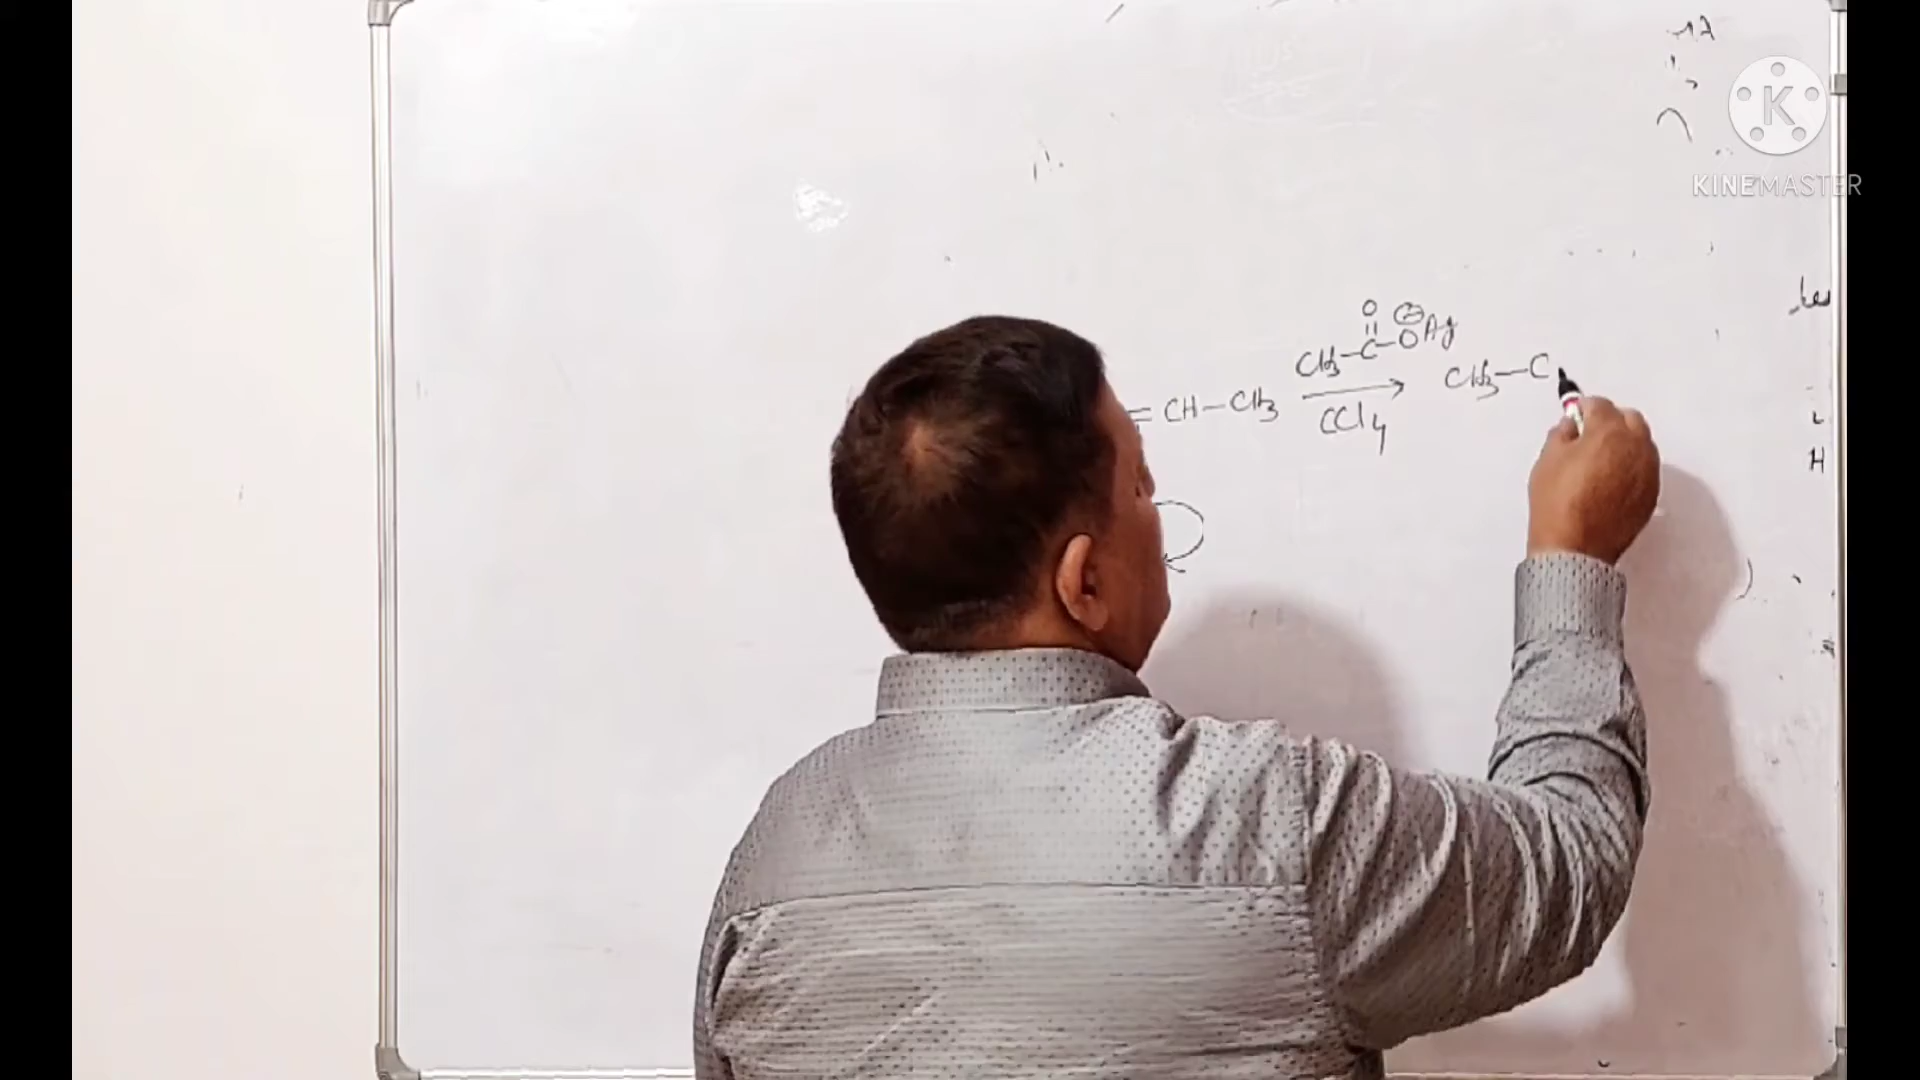 KINEMASTER
O ⊖
CH3-C-OAg
=CH-CH3 → CH3-C
CCl4
H